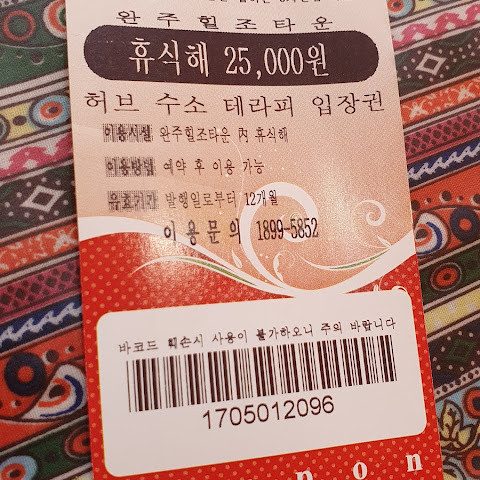 완주힐조타운
휴식해 25,000원
허브 수소 테라피 입장권
이용시설 완주힐조타운 內 휴식해
이용방법 예약 후 이용 가능
유효기간 발행일로부터 12개월
이용문의 1899-5852
바코드 훼손시 사용이 불가하오니 주의 바랍니다
1705012096
pon